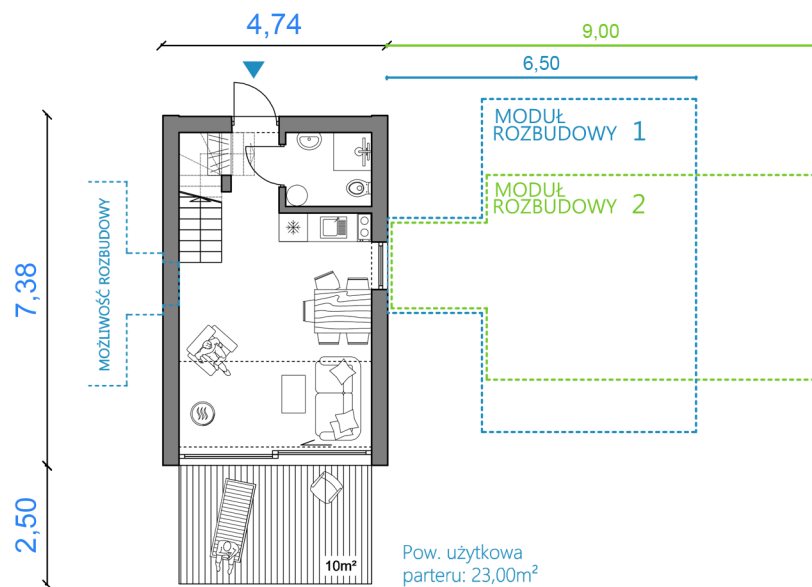 4,74
9,00
6,50
MODUŁ
ROZBUDOWY 1
MODUŁ
ROZBUDOWY 2
MOŻLIWOŚĆ ROZBUDOWY
7,38
2,50
10m²
Pow. użytkowa
parteru: 23,00m²